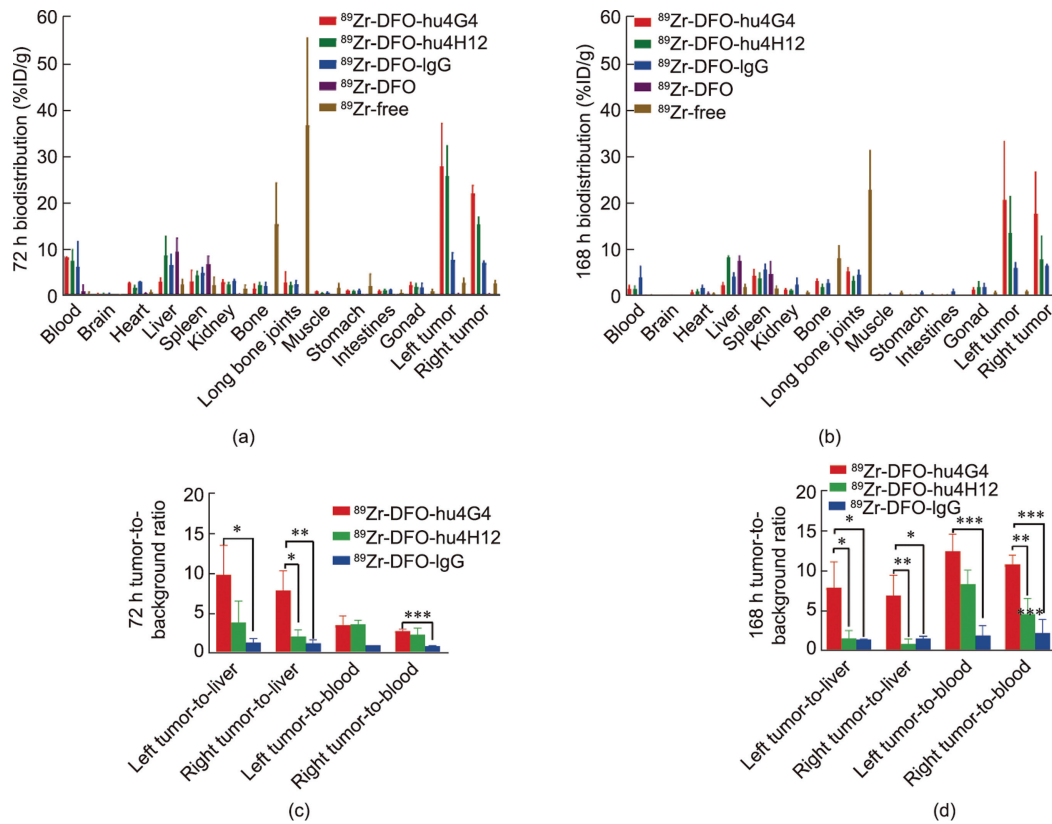 72 h biodistribution (%ID/g)
60
50
40
30
20
10
0
⁸⁹Zr-DFO-hu4G4
⁸⁹Zr-DFO-hu4H12
⁸⁹Zr-DFO-IgG
⁸⁹Zr-DFO
⁸⁹Zr-free
Blood
Brain
Heart
Liver
Spleen
Kidney
Bone
Long bone joints
Muscle
Stomach
Intestines
Gonad
Left tumor
Right tumor
(a)
168 h biodistribution (%ID/g)
60
50
40
30
20
10
0
⁸⁹Zr-DFO-hu4G4
⁸⁹Zr-DFO-hu4H12
⁸⁹Zr-DFO-IgG
⁸⁹Zr-DFO
⁸⁹Zr-free
Blood
Brain
Heart
Liver
Spleen
Kidney
Bone
Long bone joints
Muscle
Stomach
Intestines
Gonad
Left tumor
Right tumor
(b)
72 h tumor-to-
background ratio
20
15
10
5
0
⁸⁹Zr-DFO-hu4G4
⁸⁹Zr-DFO-hu4H12
⁸⁹Zr-DFO-IgG
*
**
*
***
Left tumor-to-liver
Right tumor-to-liver
Left tumor-to-blood
Right tumor-to-blood
(c)
168 h tumor-to-
background ratio
20
15
10
5
0
⁸⁹Zr-DFO-hu4G4
⁸⁹Zr-DFO-hu4H12
⁸⁹Zr-DFO-IgG
*
*
*
**
***
***
**
***
Left tumor-to-liver
Right tumor-to-liver
Left tumor-to-blood
Right tumor-to-blood
(d)